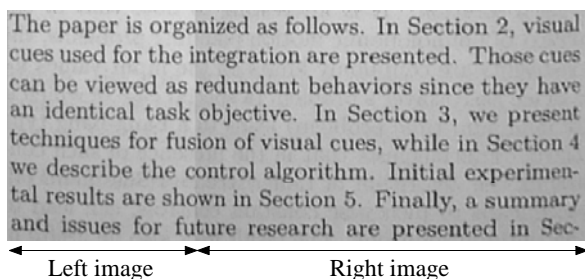 The paper is organized as follows. In Section 2, visual
cues used for the integration are presented. Those cues
can be viewed as redundant behaviors since they have
an identical task objective. In Section 3, we present
techniques for fusion of visual cues, while in Section 4
we describe the control algorithm. Initial experimen-
tal results are shown in Section 5. Finally, a summary
and issues for future research are presented in Sec-
Left image Right image